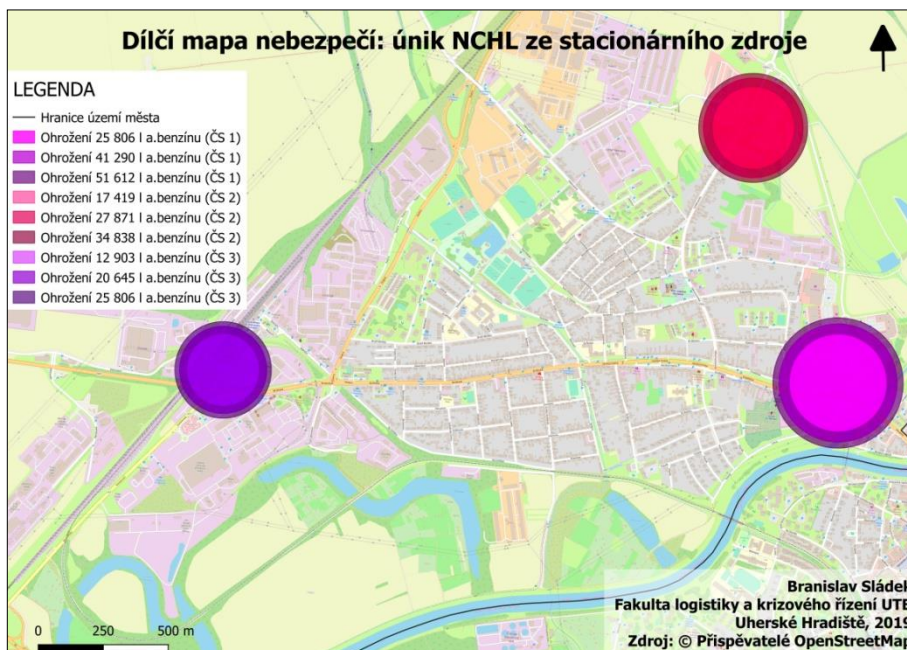 Dílčí mapa nebezpečí: únik NCHL ze stacionárního zdroje
LEGENDA
Hranice území města
Ohrožení 25 806 l a.benzínu (ČS 1)
Ohrožení 41 290 l a.benzínu (ČS 1)
Ohrožení 51 612 l a.benzínu (ČS 1)
Ohrožení 17 419 l a.benzínu (ČS 2)
Ohrožení 27 871 l a.benzínu (ČS 2)
Ohrožení 34 838 l a.benzínu (ČS 2)
Ohrožení 12 903 l a.benzínu (ČS 3)
Ohrožení 20 645 l a.benzínu (ČS 3)
Ohrožení 25 806 l a.benzínu (ČS 3)
0 250 500 m
Branislav Sládek
Fakulta logistiky a krizového řízení UTB
Uherské Hradiště, 2019
Zdroj: © Přispěvatelé OpenStreetMap